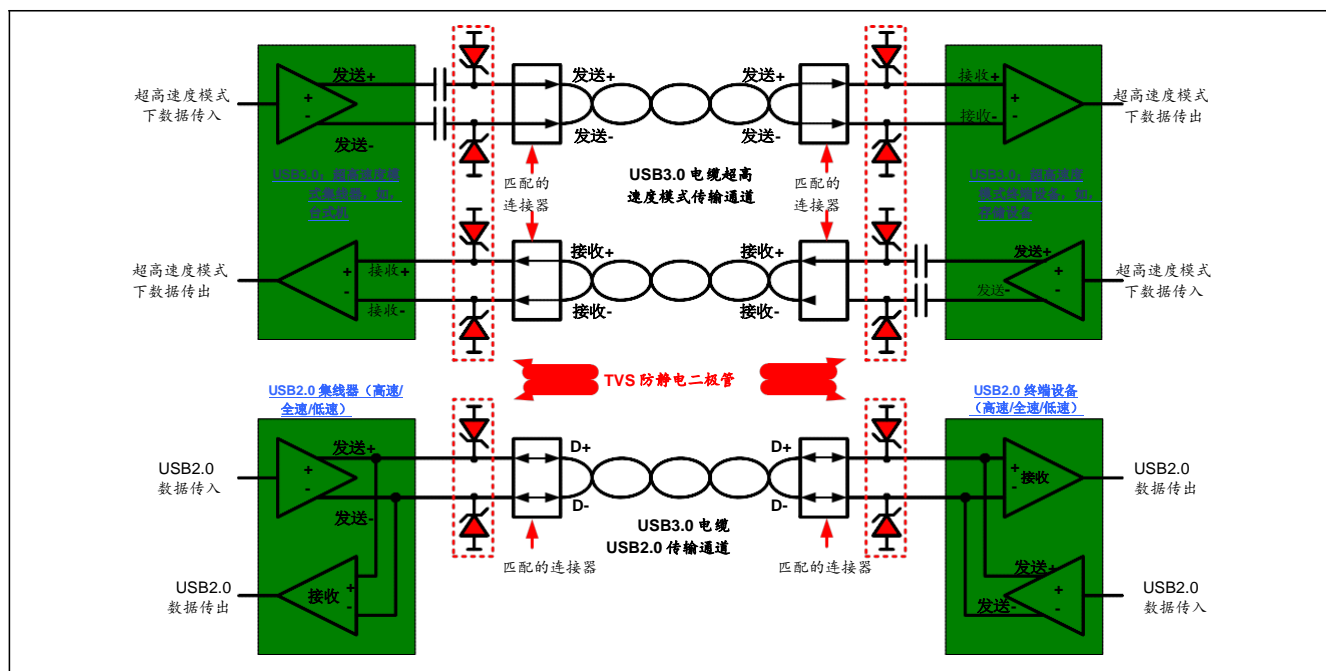 发送+
发送+
发送+
接收+
超高速度模式
下数据传入
+
-
+
-
超高速度模式
下数据传出
发送-
发送-
发送-
接收-
USB3.0：超高速度模
式集线器，如，
台式机
匹配的
连接器
USB3.0 电缆超高
速度模式传输通道
匹配的
连接器
USB3.0：超高速度
模式终端设备，如，
存储设备
接收+
接收+
接收+
发送+
超高速度模式
下数据传出
+
-
+
-
超高速度模式
下数据传入
接收-
接收-
接收-
发送-
TVS 防静电二极管
USB2.0 集线器（高速/
全速/低速）
USB2.0 终端设备
（高速/全速/低速）
发送+
D+
D+
USB2.0
数据传入
+
-
+
-
接收
USB2.0
数据传出
发送-
D-
D-
USB3.0 电缆
USB2.0 传输通道
匹配的连接器
匹配的连接器
USB2.0
数据传出
接收
+
-
发送+
发送-
+
-
USB2.0
数据传入